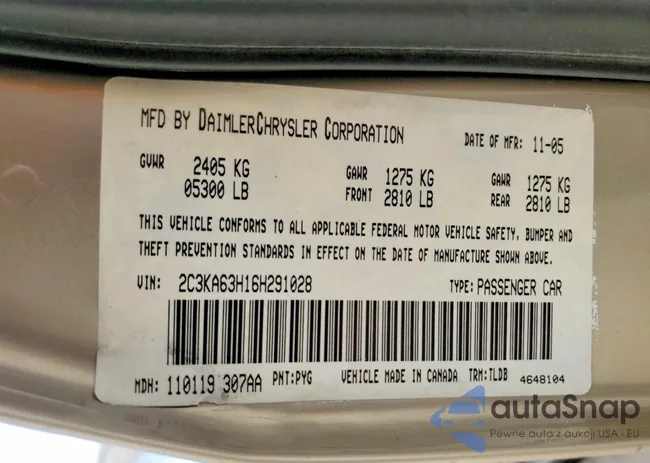 MFD BY DAIMLERCHRYSLER CORPORATION DATE OF MFR: 11-05
GVWR 2405 KG GAWR 1275 KG GAWR 1275 KG
05300 LB FRONT 2810 LB REAR 2810 LB
THIS VEHICLE CONFORMS TO ALL APPLICABLE FEDERAL MOTOR VEHICLE SAFETY, BUMPER AND
THEFT PREVENTION STANDARDS IN EFFECT ON THE DATE OF MANUFACTURE SHOWN ABOVE.
VIN: 2C3KA63H16H291028 TYPE: PASSENGER CAR
MDH: 110119 307AA PNT:PYG VEHICLE MADE IN CANADA TRM:TLDB 4648104
autaSnap
Pewne auta z aukcji USA i EU